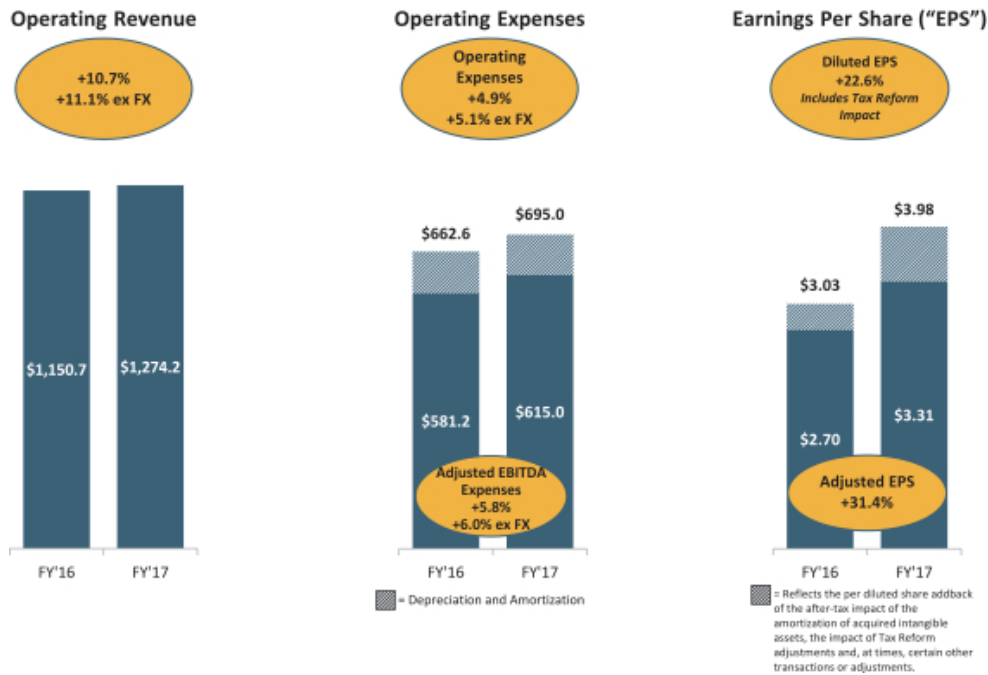 Operating Revenue
+10.7%
+11.1% ex FX
$1,150.7
$1,274.2
FY'16
FY'17
Operating Expenses
Operating
Expenses
+4.9%
+5.1% ex FX
$662.6
$695.0
$581.2
$615.0
Adjusted EBITDA
Expenses
+5.8%
+6.0% ex FX
FY'16
FY'17
= Depreciation and Amortization
Earnings Per Share (“EPS”)
Diluted EPS
+22.6%
Includes Tax Reform
Impact
$3.03
$3.98
$2.70
$3.31
Adjusted EPS
+31.4%
FY'16
FY'17
= Reflects the per diluted share addback
of the after-tax impact of the
amortization of acquired intangible
assets, the impact of Tax Reform
adjustments and, at times, certain other
transactions or adjustments.